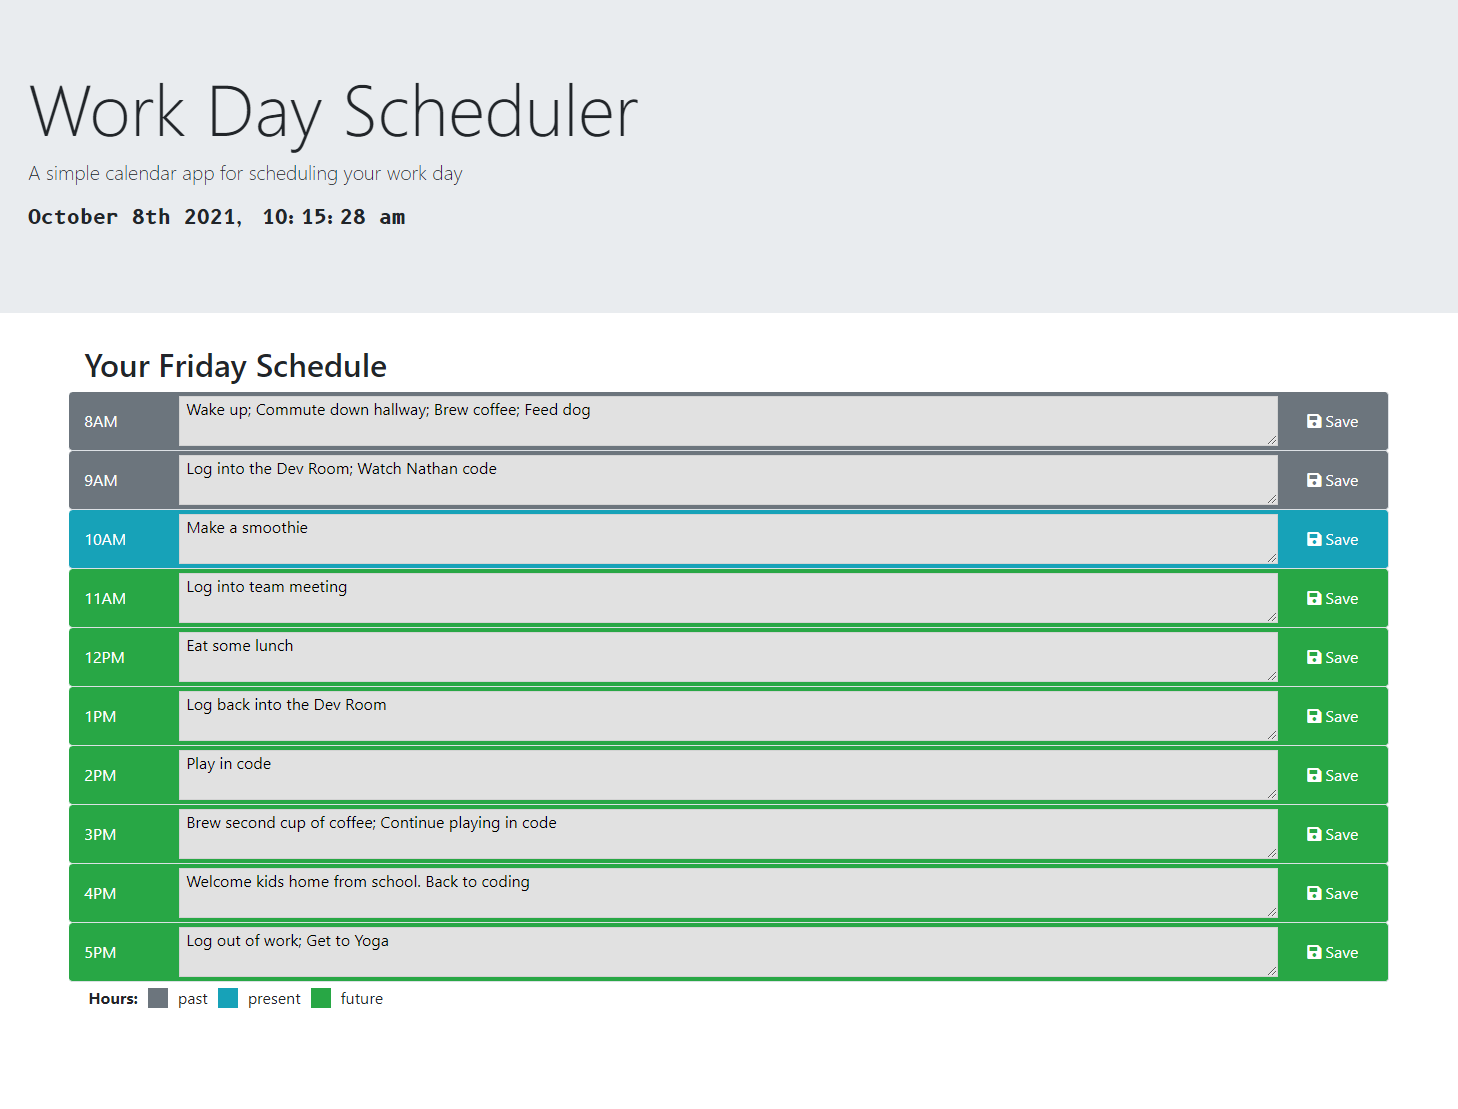 Work Day Scheduler
A simple calendar app for scheduling your work day
October 8th 2021, 10:15:28 am
Your Friday Schedule
8AM Wake up; Commute down hallway; Brew coffee; Feed dog Save
9AM Log into the Dev Room; Watch Nathan code Save
10AM Make a smoothie Save
11AM Log into team meeting Save
12PM Eat some lunch Save
1PM Log back into the Dev Room Save
2PM Play in code Save
3PM Brew second cup of coffee; Continue playing in code Save
4PM Welcome kids home from school. Back to coding Save
5PM Log out of work; Get to Yoga Save
Hours: past present future